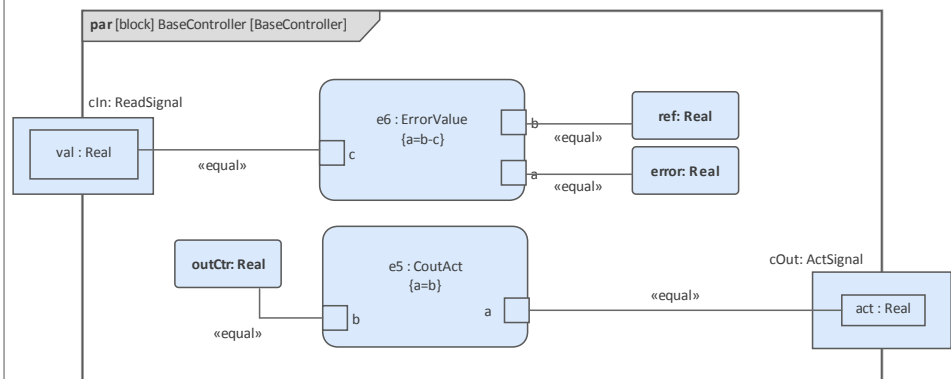 par [block] BaseController [BaseController]
cIn: ReadSignal
val : Real
«equal»
c
e6 : ErrorValue
{a=b-c}
b
«equal»
ref: Real
a
«equal»
error: Real
outCtr: Real
«equal»
b
e5 : CoutAct
{a=b}
a
«equal»
cOut: ActSignal
act : Real